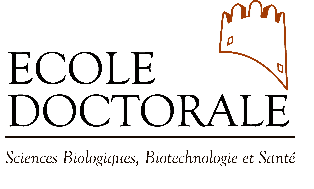 ECOLE
DOCTORALE
Sciences Biologiques, Biotechnologie et Santé